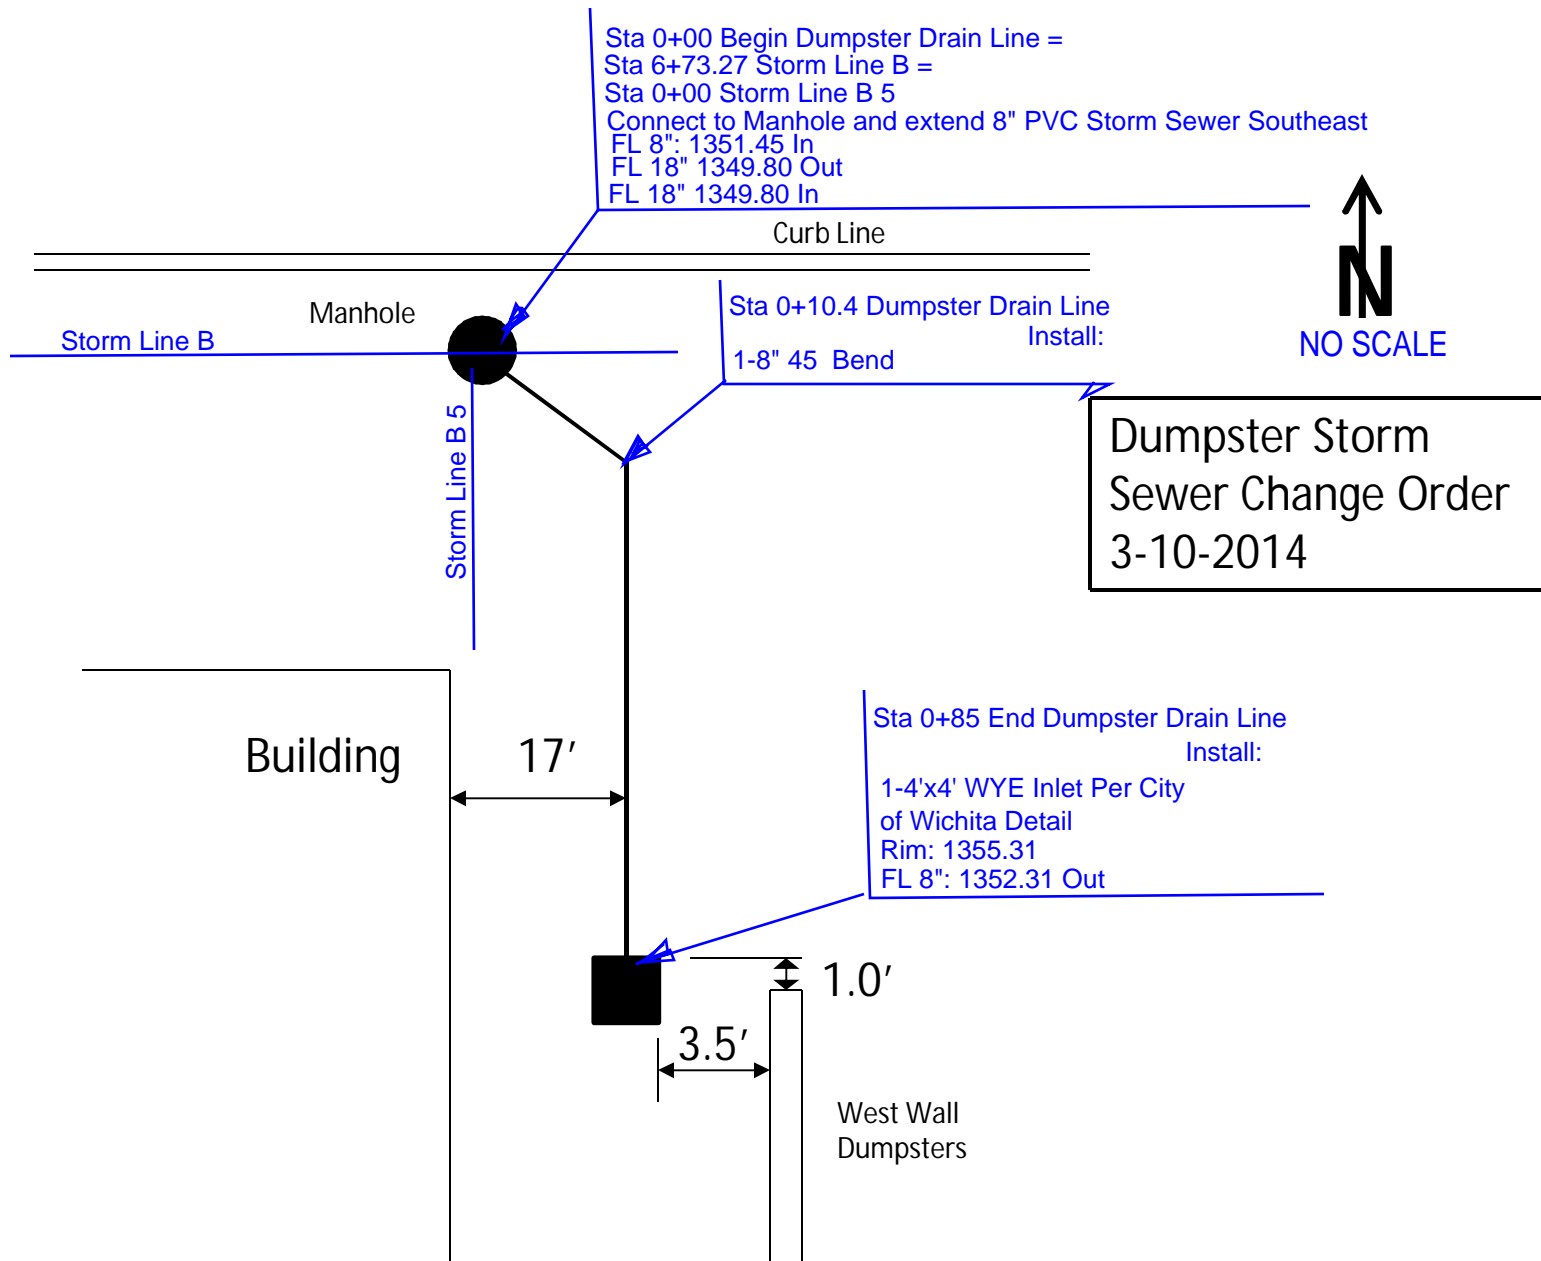 Sta 0+00 Begin Dumpster Drain Line =
Sta 6+73.27 Storm Line B =
Sta 0+00 Storm Line B 5
Connect to Manhole and extend 8" PVC Storm Sewer Southeast
FL 8": 1351.45 In
FL 18" 1349.80 Out
FL 18" 1349.80 In
Curb Line
N
NO SCALE
Manhole
Storm Line B
Sta 0+10.4 Dumpster Drain Line
Install:
1-8" 45 Bend
Storm Line B 5
Dumpster Storm
Sewer Change Order
3-10-2014
Building
17'
Sta 0+85 End Dumpster Drain Line
Install:
1-4'x4' WYE Inlet Per City
of Wichita Detail
Rim: 1355.31
FL 8": 1352.31 Out
1.0'
3.5'
West Wall
Dumpsters